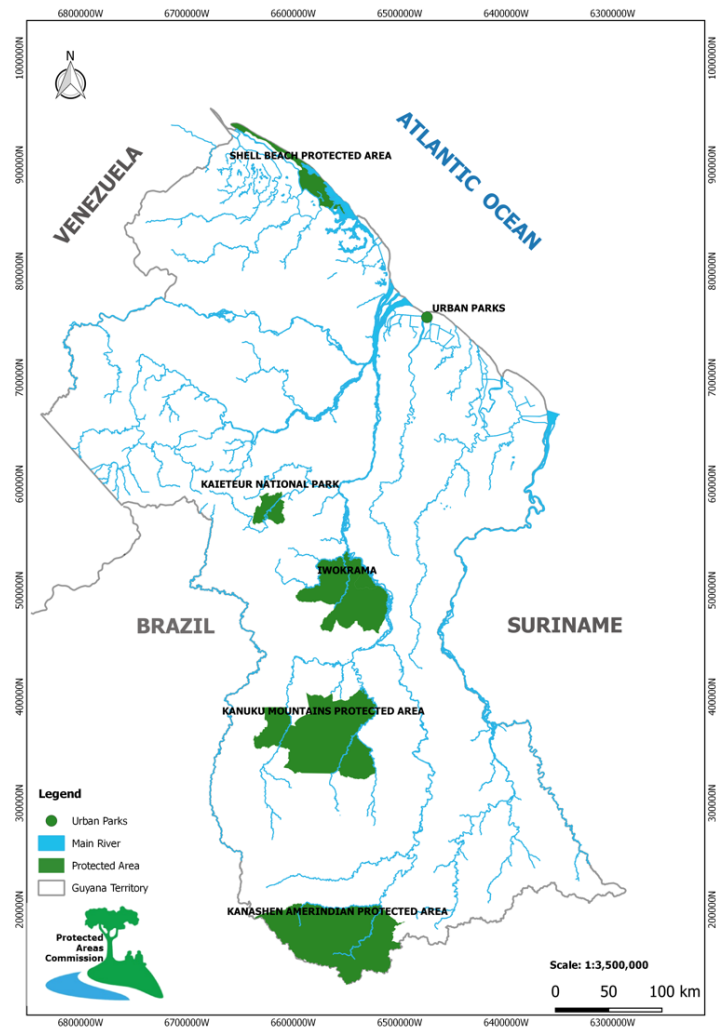 6800000W 6700000W 6600000W 6500000W 6400000W 6300000W
1000000N
900000N
800000N
700000N
600000N
500000N
400000N
300000N
200000N
N
VENEZUELA
ATLANTIC OCEAN
SHELL BEACH PROTECTED AREA
URBAN PARKS
KAIETEUR NATIONAL PARK
IWOKRAMA
BRAZIL
SURINAME
KANUKU MOUNTAINS PROTECTED AREA
KANASHEN AMERINDIAN PROTECTED AREA
Legend
Urban Parks
Main River
Protected Area
Guyana Territory
Protected
Areas
Commission
Scale: 1:3,500,000
0 50 100 km
1000000N
900000N
800000N
700000N
600000N
500000N
400000N
300000N
200000N
6800000W 6700000W 6600000W 6500000W 6400000W 6300000W